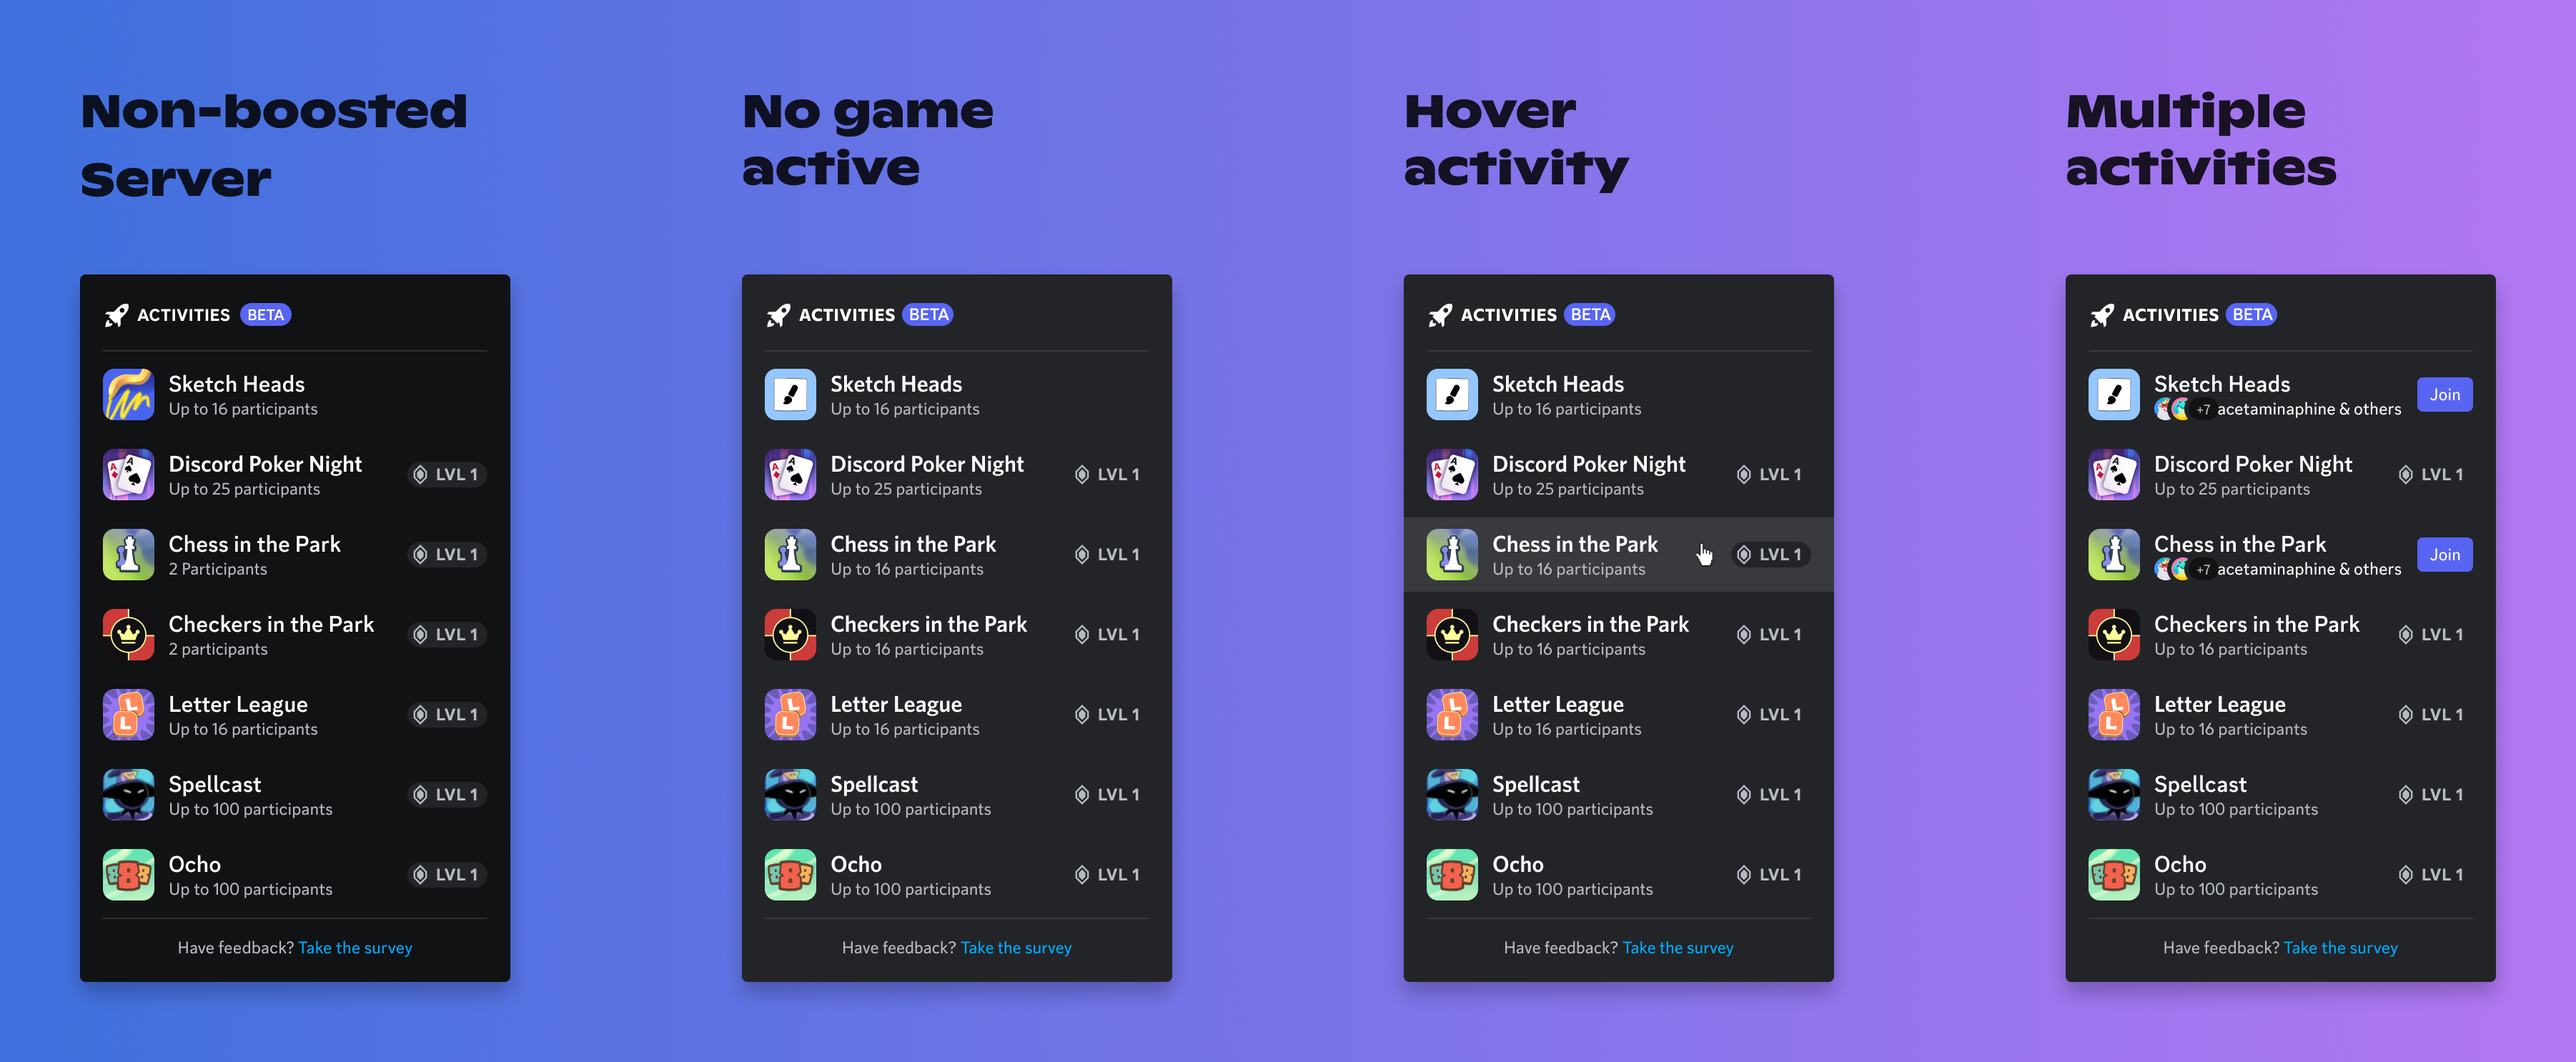 Non-boosted
Server
ACTIVITIES BETA
Sketch Heads
Up to 16 participants
Discord Poker Night
Up to 25 participants
LVL 1
Chess in the Park
2 Participants
LVL 1
Checkers in the Park
2 participants
LVL 1
Letter League
Up to 16 participants
LVL 1
Spellcast
Up to 100 participants
LVL 1
Ocho
Up to 100 participants
LVL 1
Have feedback? Take the survey
No game
active
ACTIVITIES BETA
Sketch Heads
Up to 16 participants
Discord Poker Night
Up to 25 participants
LVL 1
Chess in the Park
Up to 16 participants
LVL 1
Checkers in the Park
Up to 16 participants
LVL 1
Letter League
Up to 16 participants
LVL 1
Spellcast
Up to 100 participants
LVL 1
Ocho
Up to 100 participants
LVL 1
Have feedback? Take the survey
Hover
activity
ACTIVITIES BETA
Sketch Heads
Up to 16 participants
Discord Poker Night
Up to 25 participants
LVL 1
Chess in the Park
Up to 16 participants
LVL 1
Checkers in the Park
Up to 16 participants
LVL 1
Letter League
Up to 16 participants
LVL 1
Spellcast
Up to 100 participants
LVL 1
Ocho
Up to 100 participants
LVL 1
Have feedback? Take the survey
Multiple
activities
ACTIVITIES BETA
Sketch Heads
+7 acetaminaphine & others
Join
Discord Poker Night
Up to 25 participants
LVL 1
Chess in the Park
+7 acetaminaphine & others
Join
Checkers in the Park
Up to 16 participants
LVL 1
Letter League
Up to 16 participants
LVL 1
Spellcast
Up to 100 participants
LVL 1
Ocho
Up to 100 participants
LVL 1
Have feedback? Take the survey